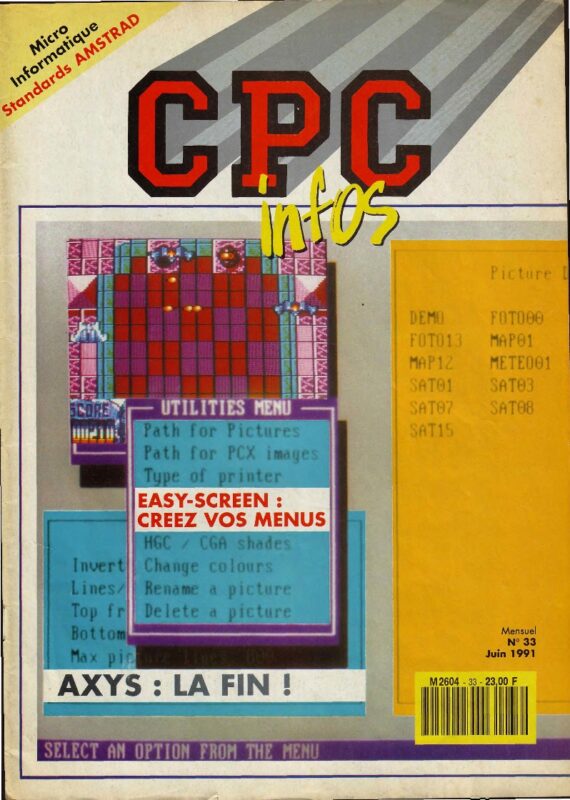 Micro
Informatique
Standards AMSTRAD
CPC
infos
Picture
DEMO FOTO00
FOTO13 MAP01
MAP12 METEO01
SAT01 SAT03
SAT07 SAT08
SAT15
SCORE
UTILITIES MENU
Path for Pictures
Path for PCX images
Type of printer
EASY-SCREEN :
CREEZ VOS MENUS
HGC / CGA shades
Change colours
Rename a picture
Delete a picture
Invert
Lines/
Top fr
Bottom
Max pi
AXYS : LA FIN !
Mensuel
N° 33
Juin 1991
M 2604 - 33 - 23,00 F
SELECT AN OPTION FROM THE MENU